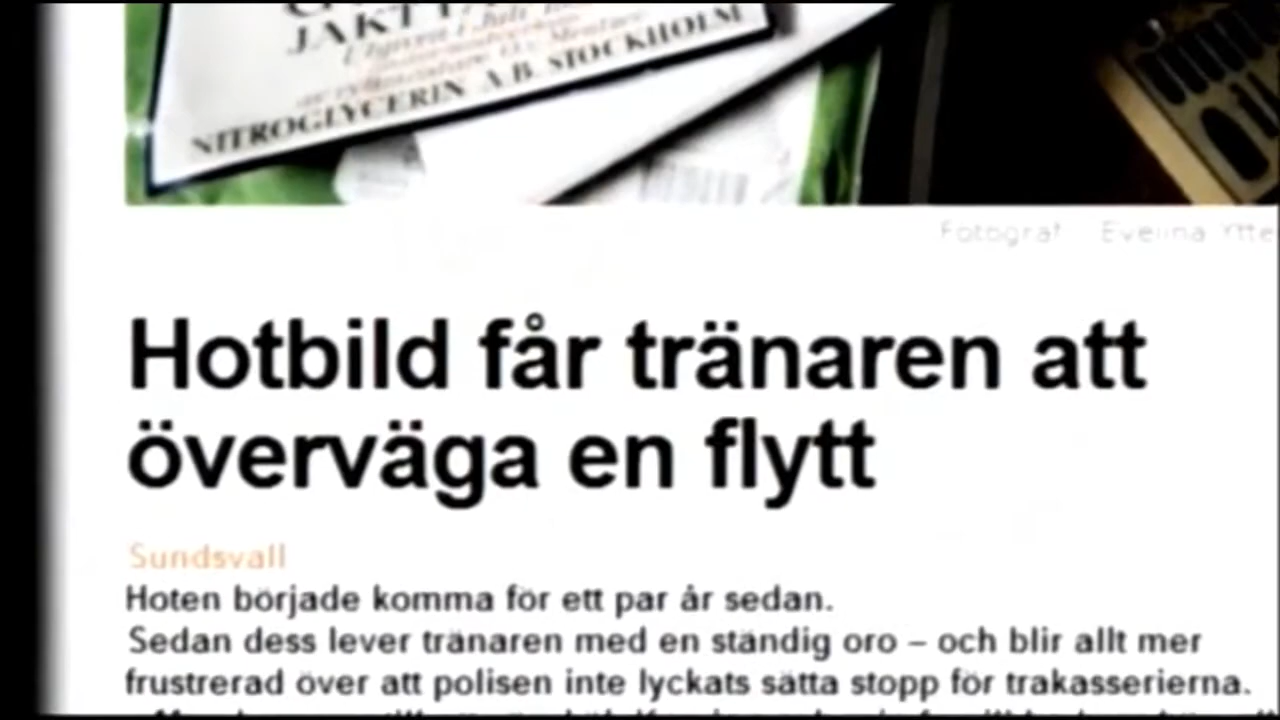 JAKT
NITROGLYCERIN A.B. STOCKHOLM
Fotograf Evelina Ytte
Hotbild får tränaren att
överväga en flytt
Sundsvall
Hoten började komma för ett par år sedan.
Sedan dess lever tränaren med en ständig oro – och blir allt mer
frustrerad över att polisen inte lyckats sätta stopp för trakasserierna.